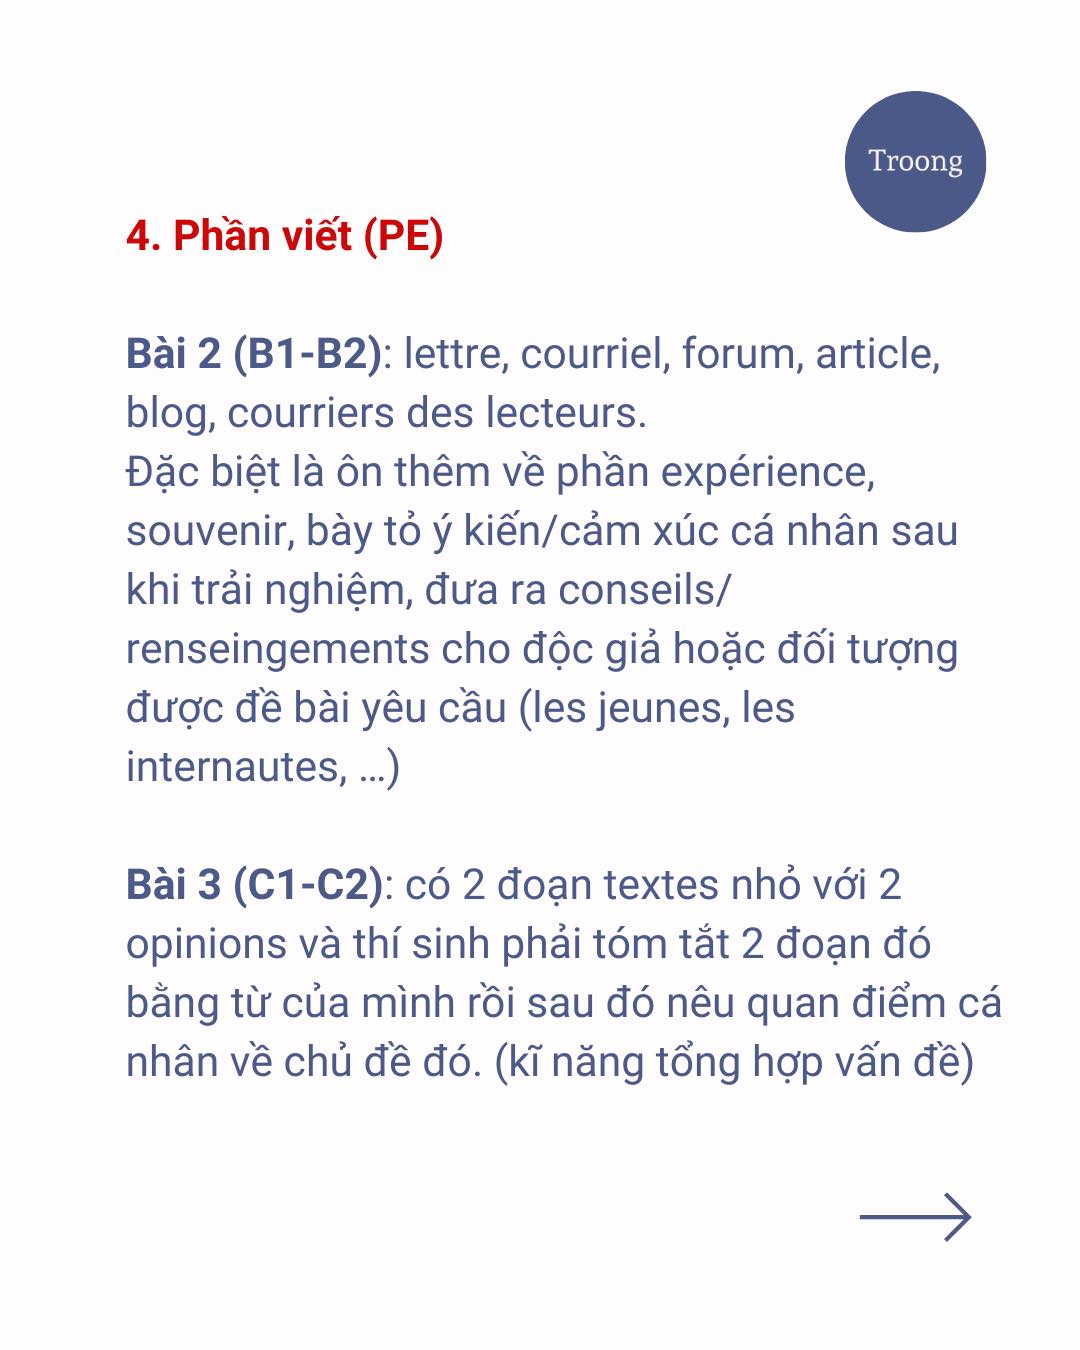 Troong
4. Phần viết (PE)
Bài 2 (B1-B2): lettre, courriel, forum, article,
blog, courriers des lecteurs.
Đặc biệt là ôn thêm về phần expérience,
souvenir, bày tỏ ý kiến/cảm xúc cá nhân sau
khi trải nghiệm, đưa ra conseils/
renseingements cho độc giả hoặc đối tượng
được đề bài yêu cầu (les jeunes, les
internautes, ...)
Bài 3 (C1-C2): có 2 đoạn textes nhỏ với 2
opinions và thí sinh phải tóm tắt 2 đoạn đó
bằng từ của mình rồi sau đó nêu quan điểm cá
nhân về chủ đề đó. (kĩ năng tổng hợp vấn đề)